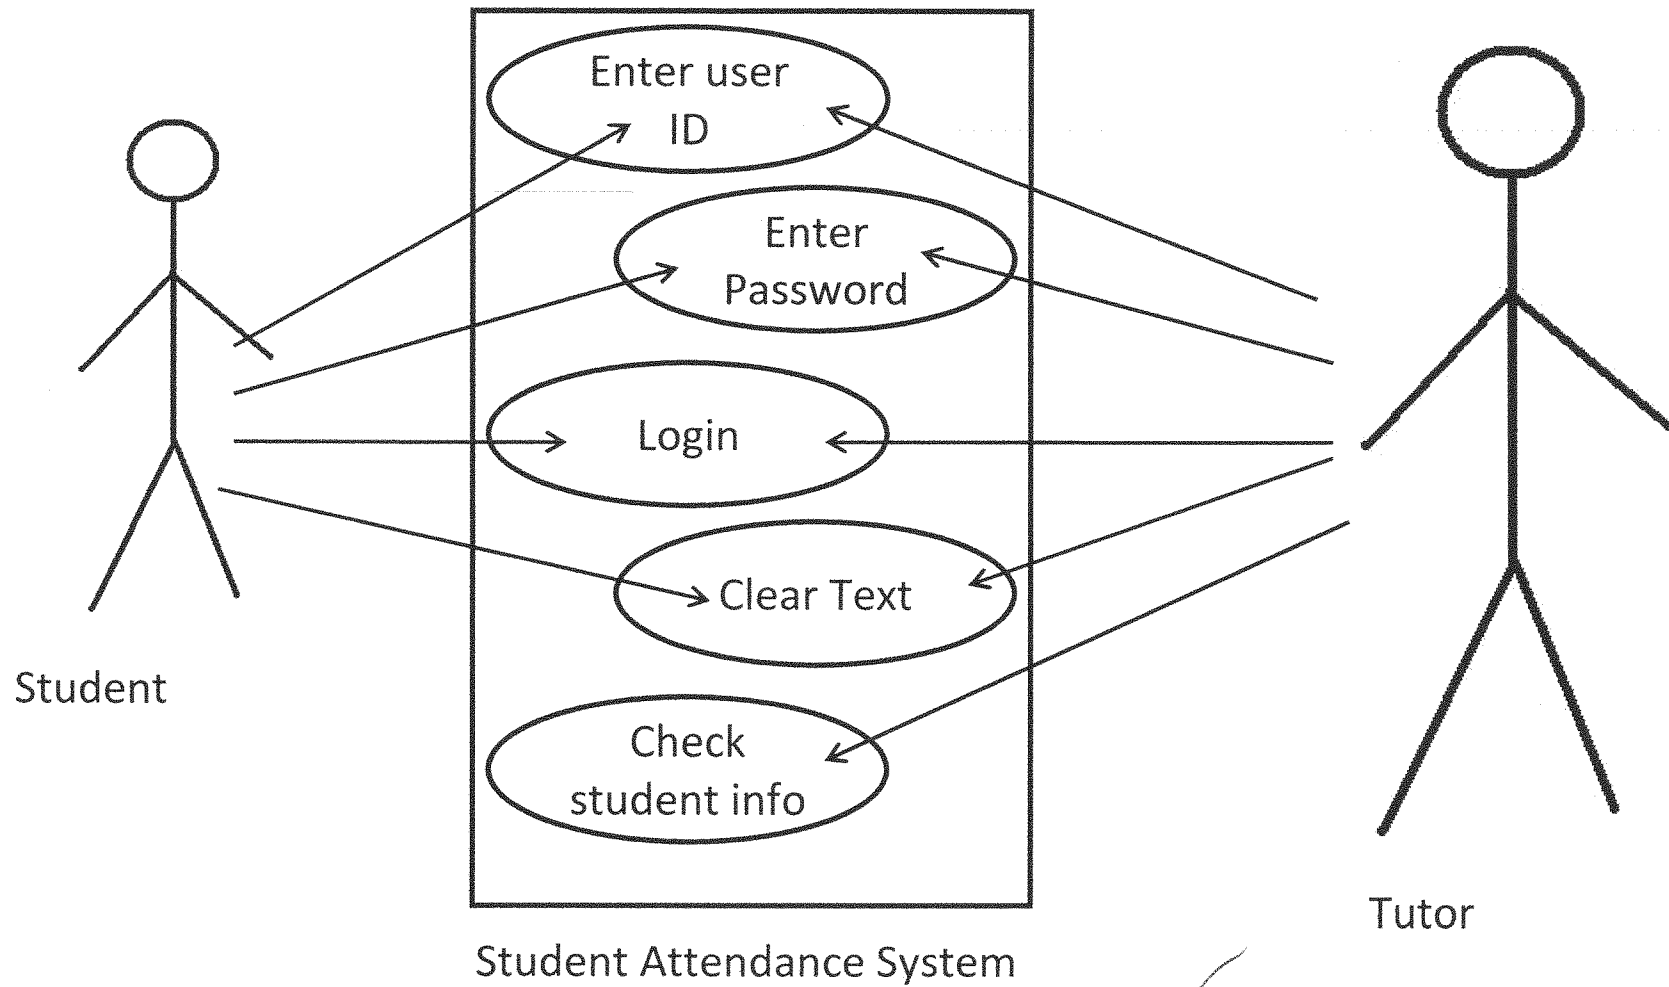 Enter user
ID
Enter
Password
Login
Clear Text
Check
student info
Student
Tutor
Student Attendance System